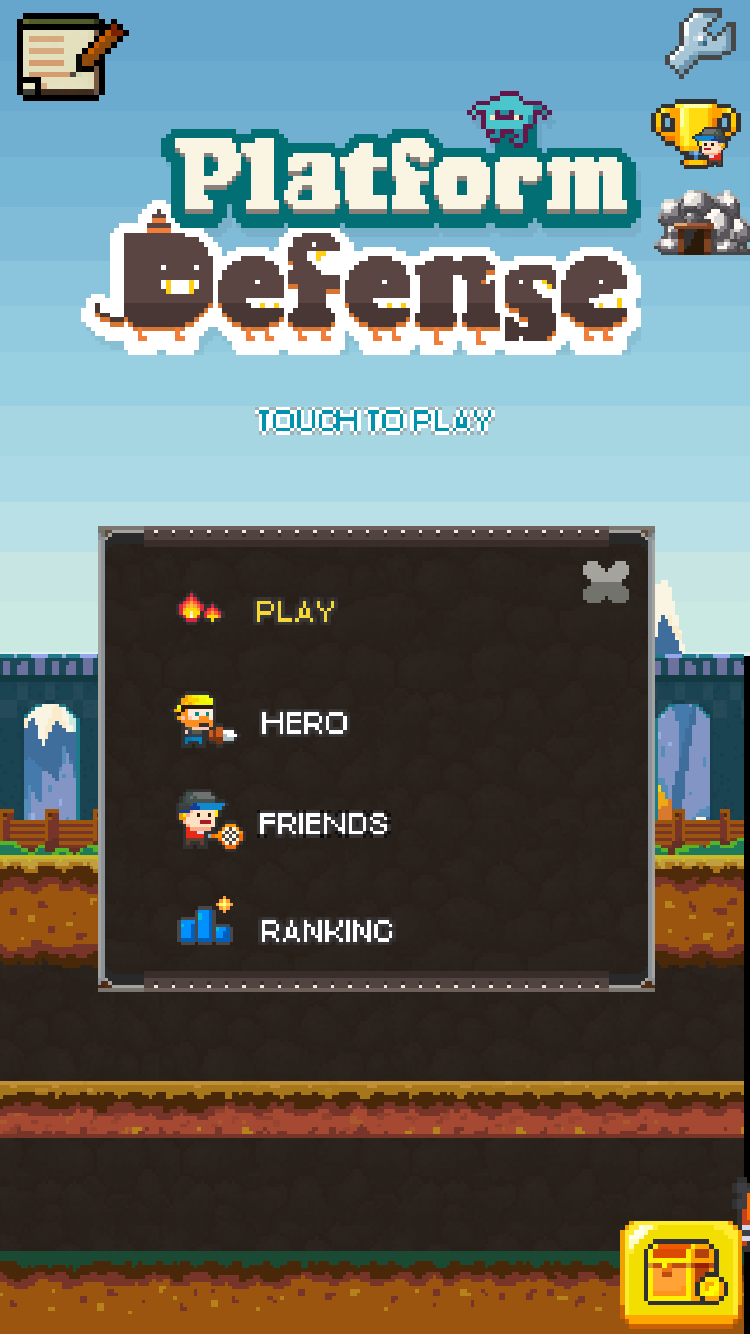 Platform
Defense
TOUCH TO PLAY
PLAY
HERO
FRIENDS
RANKING